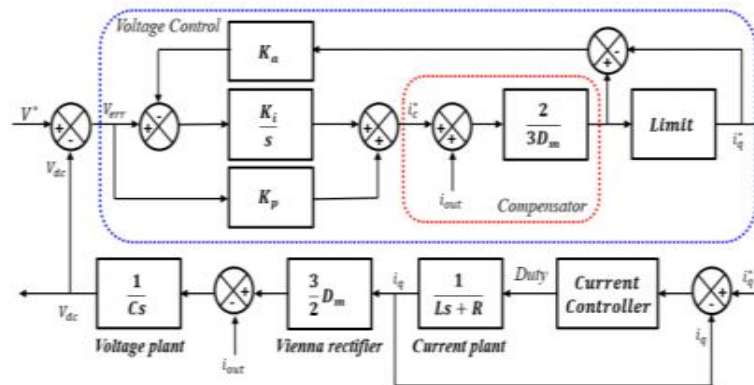 Voltage Control
K_a
V*
V_err
K_i/s
i_c*
2/3D_m
Limit
i_q*
V_dc
K_p
i_out
Compensator
1/Cs
3/2 D_m
i_q
1/Ls + R
Duty
Current Controller
i_q*
V_dc
Voltage plant
i_out
Vienna rectifier
Current plant
i_q